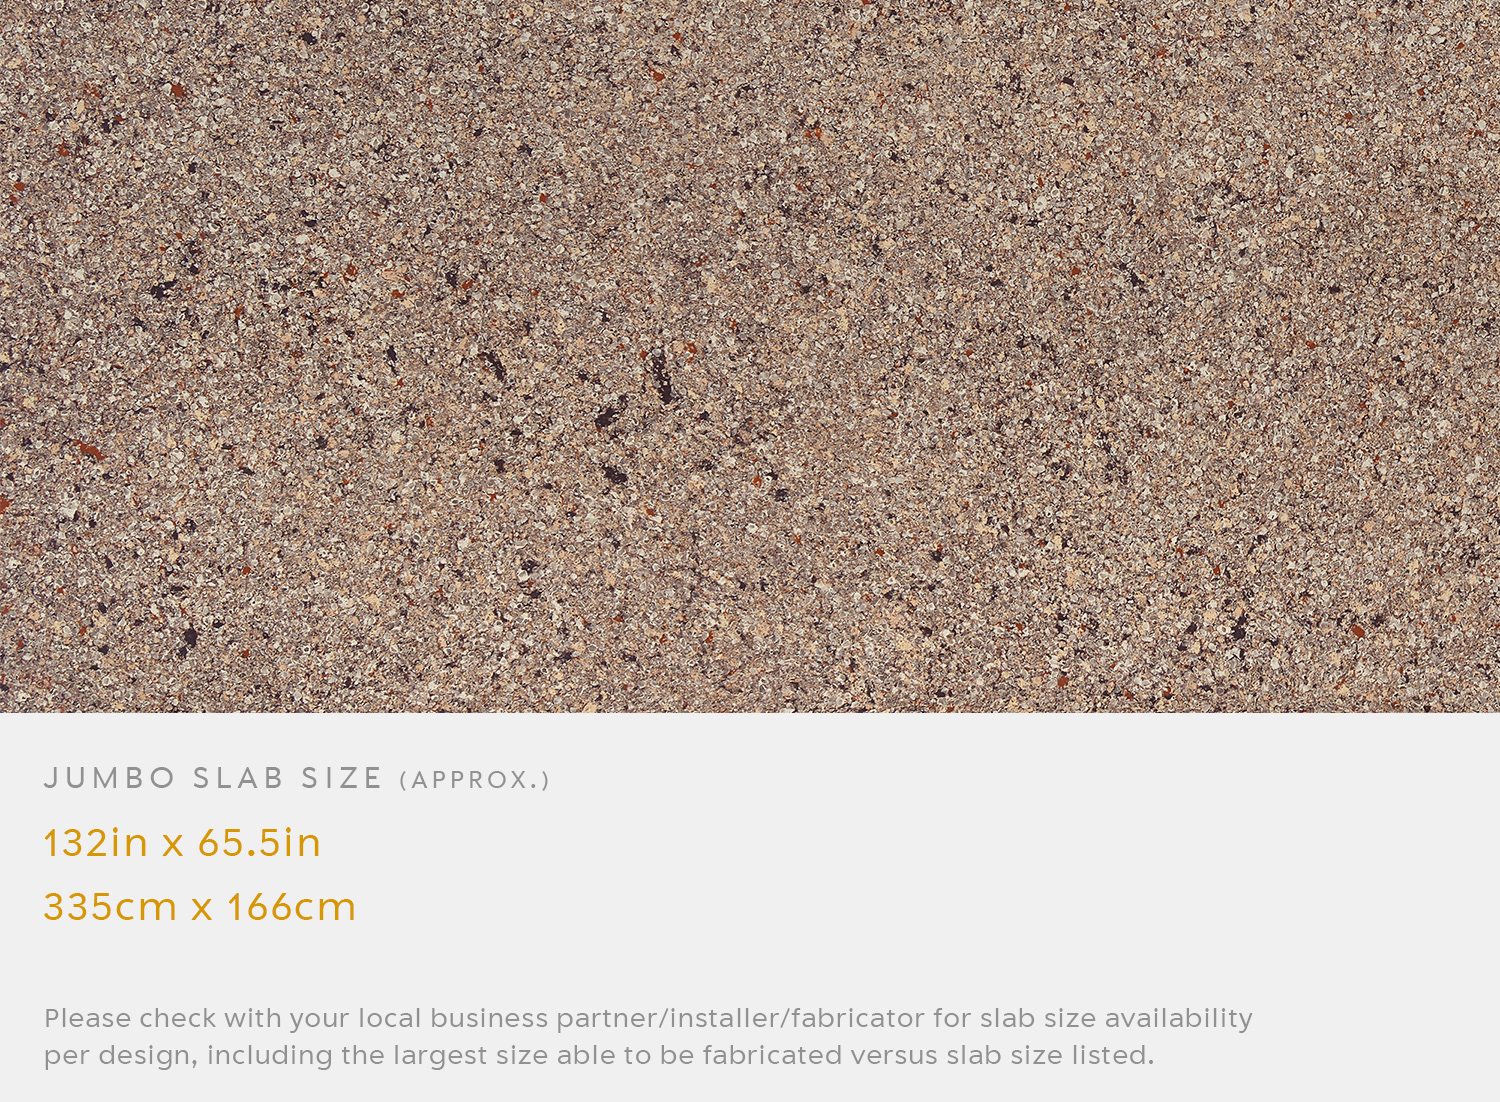 JUMBO SLAB SIZE (APPROX.)
132in x 65.5in
335cm x 166cm
Please check with your local business partner/installer/fabricator for slab size availability
per design, including the largest size able to be fabricated versus slab size listed.